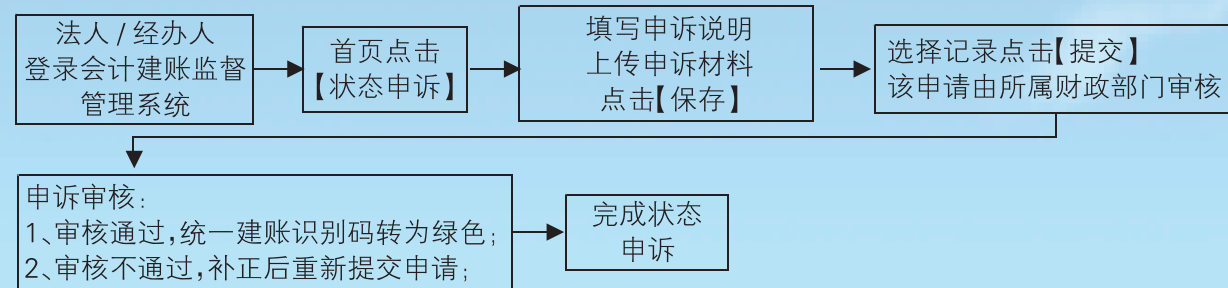 法人/经办人
登录会计建账监督
管理系统
首页点击
【状态申诉】
填写申诉说明
上传申诉材料
点击【保存】
选择记录点击【提交】
该申请由所属财政部门审核
申诉审核:
1、审核通过,统一建账识别码转为绿色;
2、审核不通过,补正后重新提交申请;
完成状态
申诉